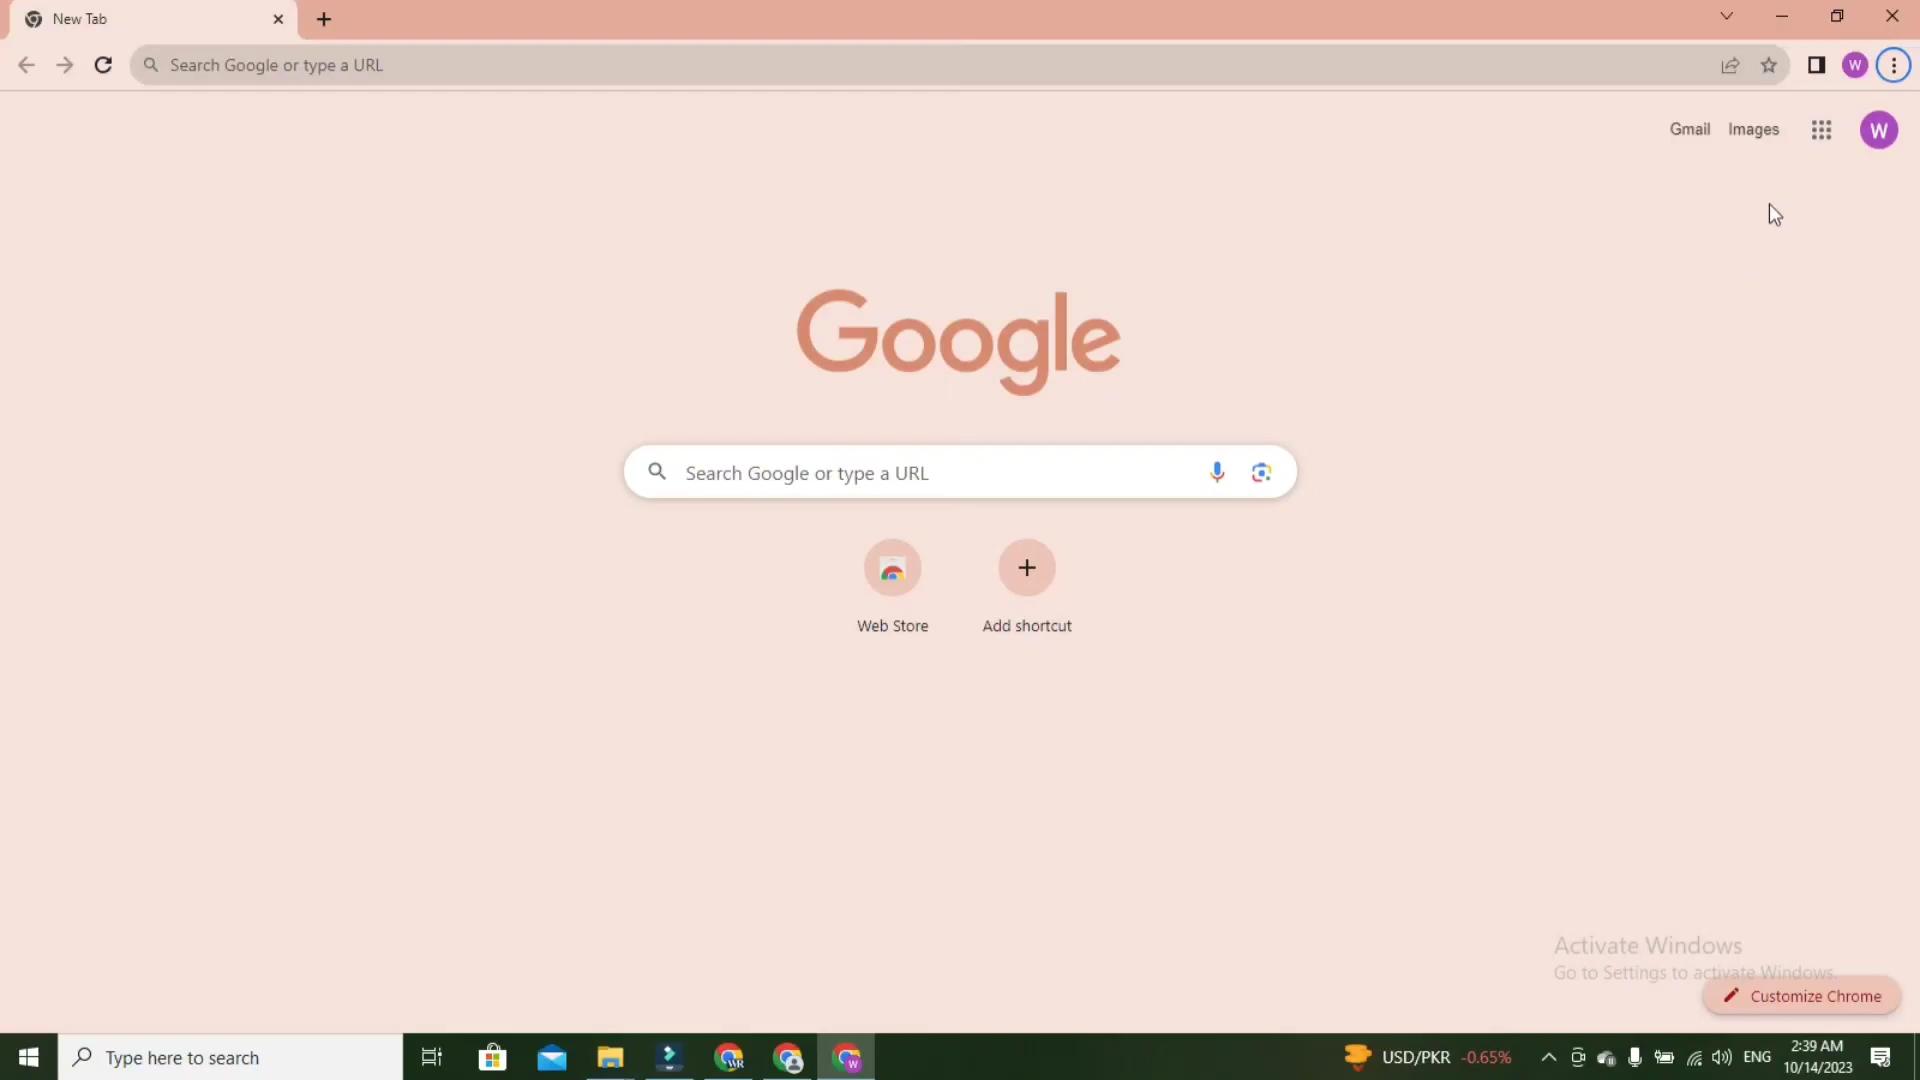 New Tab
Search Google or type a URL
W
Gmail Images
W
Google
Search Google or type a URL
Web Store
Add shortcut
Activate Windows
Go to Settings to activate Windows.
Customize Chrome
Type here to search
WR
W
USD/PKR -0.65%
ENG
2:39 AM
10/14/2023